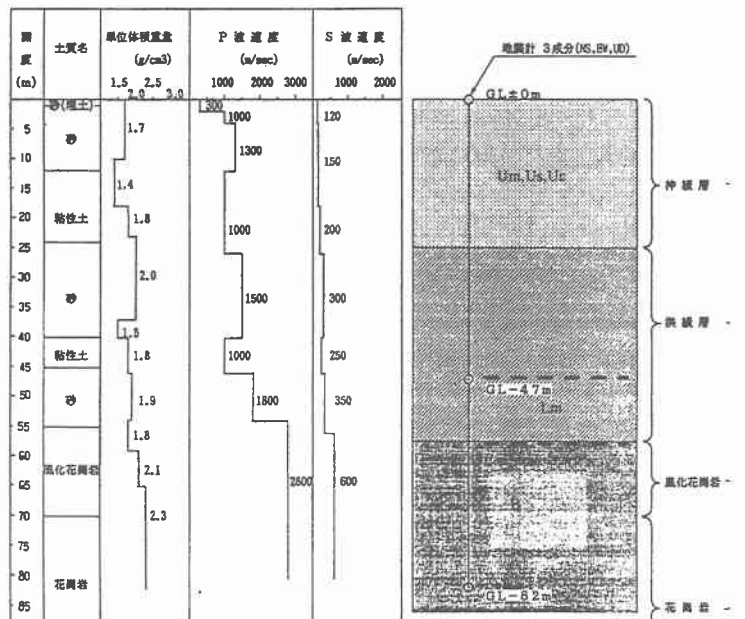 深度(m)
土質名
単位体積重量(g/cm3)
1.5 2.0 2.5 3.0
P 波速度(m/sec)
1000 2000 3000
S 波速度(m/sec)
1000 2000
5
10
15
20
25
30
35
40
45
50
55
60
65
70
75
80
85
砂(埋土)
砂
粘性土
砂
粘性土
砂
風化花崗岩
花崗岩
1.7
1.4
1.8
2.0
1.5
1.8
1.9
1.8
2.1
2.3
300
1000
1300
1000
1500
1000
1800
2800
120
150
200
300
250
350
600
地震計 3成分(NS,EW,UD)
GL±0m
Um,Us,Uc
GL-47m
Lm
GL-82m
沖積層
洪積層
風化花崗岩
花崗岩